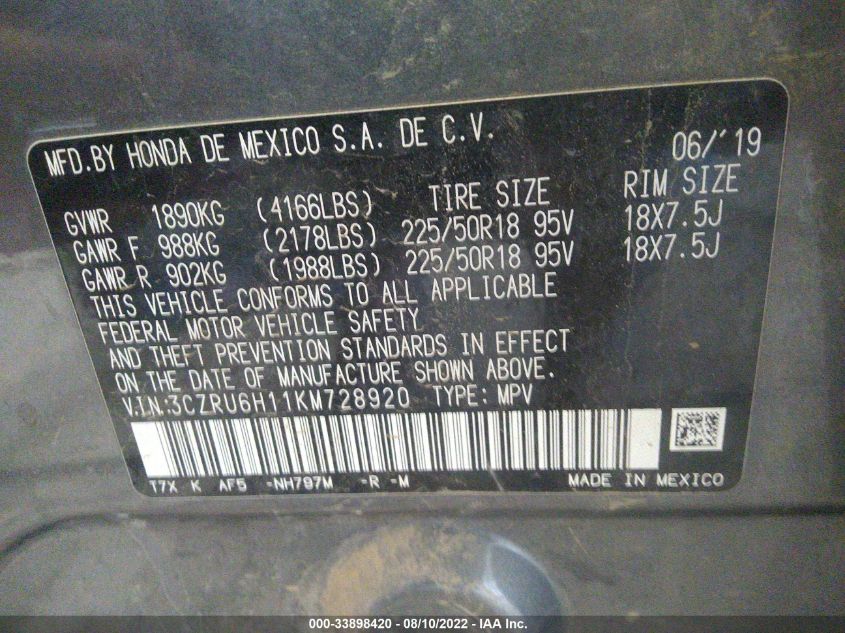 MFD.BY HONDA DE MEXICO S.A. DE C.V. 06/'19
TIRE SIZE RIM SIZE
GVWR 1890KG (4166LBS)
GAWR F 988KG (2178LBS) 225/50R18 95V 18X7.5J
GAWR R 902KG (1988LBS) 225/50R18 95V 18X7.5J
THIS VEHICLE CONFORMS TO ALL APPLICABLE
FEDERAL MOTOR VEHICLE SAFETY
AND THEFT PREVENTION STANDARDS IN EFFECT
ON THE DATE OF MANUFACTURE SHOWN ABOVE.
V.I.N:3CZRU6H11KM728920 TYPE: MPV
T7X K AF5 -NH797M -R -M MADE IN MEXICO
000-33898420 - 08/10/2022 - IAA Inc.